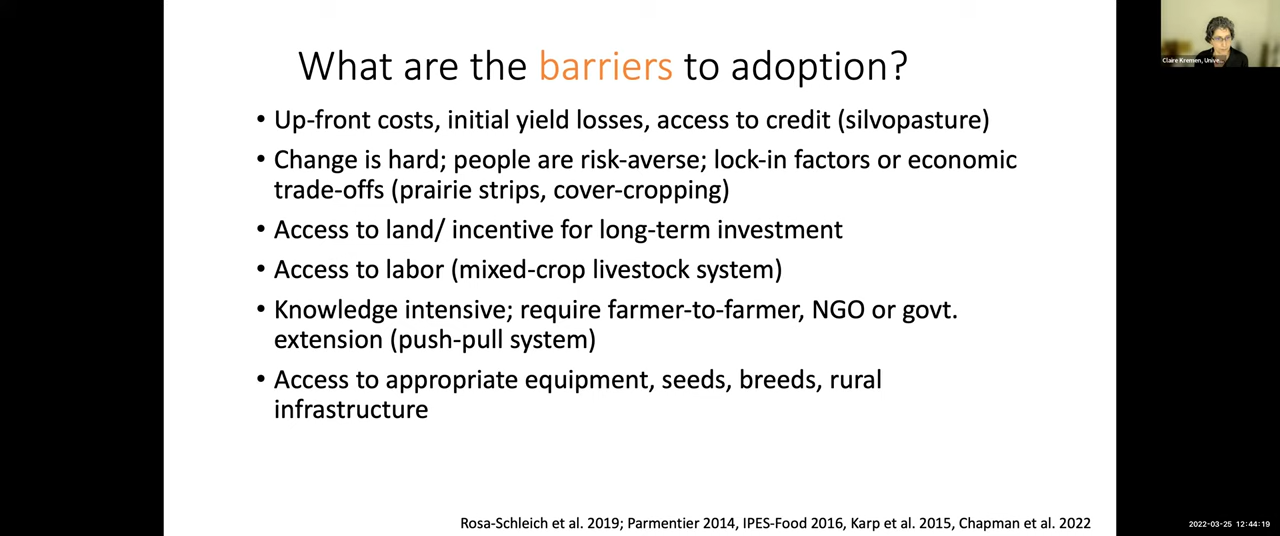 What are the barriers to adoption?
• Up-front costs, initial yield losses, access to credit (silvopasture)
• Change is hard; people are risk-averse; lock-in factors or economic
trade-offs (prairie strips, cover-cropping)
• Access to land/ incentive for long-term investment
• Access to labor (mixed-crop livestock system)
• Knowledge intensive; require farmer-to-farmer, NGO or govt.
extension (push-pull system)
• Access to appropriate equipment, seeds, breeds, rural
infrastructure
Rosa-Schleich et al. 2019; Parmentier 2014, IPES-Food 2016, Karp et al. 2015, Chapman et al. 2022
Claire Kremen, Unive...
2022-03-25 12:44:19